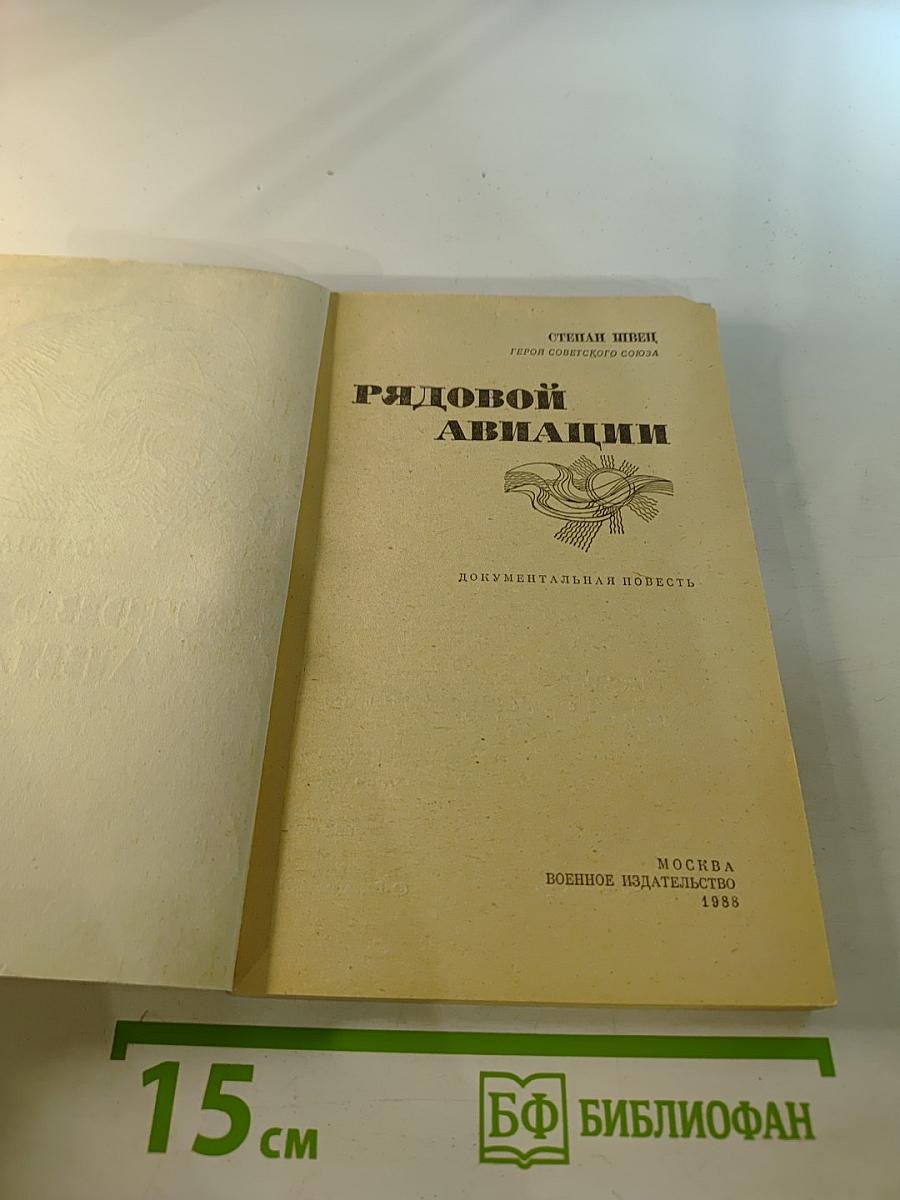 СТЕПАН ШВЕЦ
ГЕРОЙ СОВЕТСКОГО СОЮЗА
РЯДОВОЙ
АВИАЦИИ
ДОКУМЕНТАЛЬНАЯ ПОВЕСТЬ
МОСКВА
ВОЕННОЕ ИЗДАТЕЛЬСТВО
1988
15 см
БФ БИБЛИОФАН